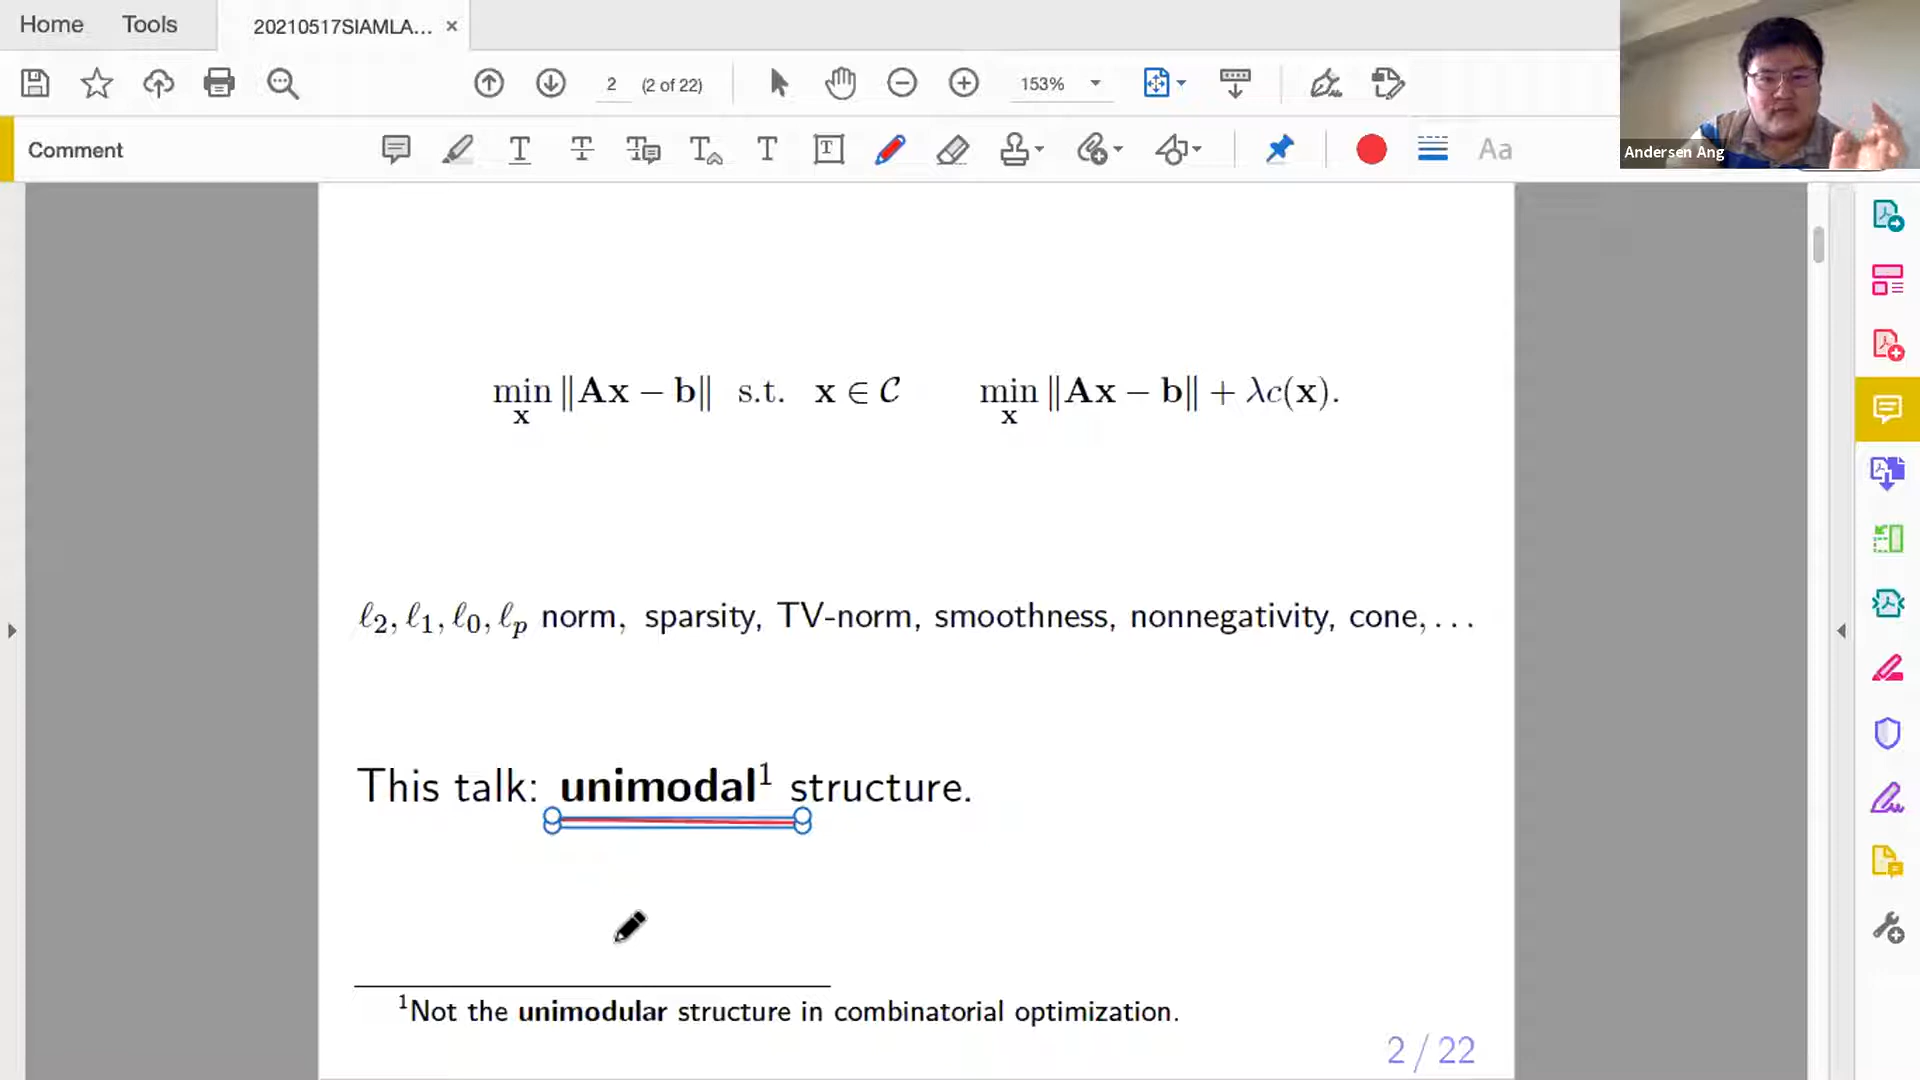 Home Tools 20210517SIAMLA... ×
2 (2 of 22) 153%
Comment
Aa
Andersen Ang
min_x ‖Ax − b‖ s.t. x ∈ C min_x ‖Ax − b‖ + λc(x).
ℓ2, ℓ1, ℓ0, ℓp norm, sparsity, TV-norm, smoothness, nonnegativity, cone, ...
This talk: unimodal¹ structure.
¹Not the unimodular structure in combinatorial optimization.
2 / 22